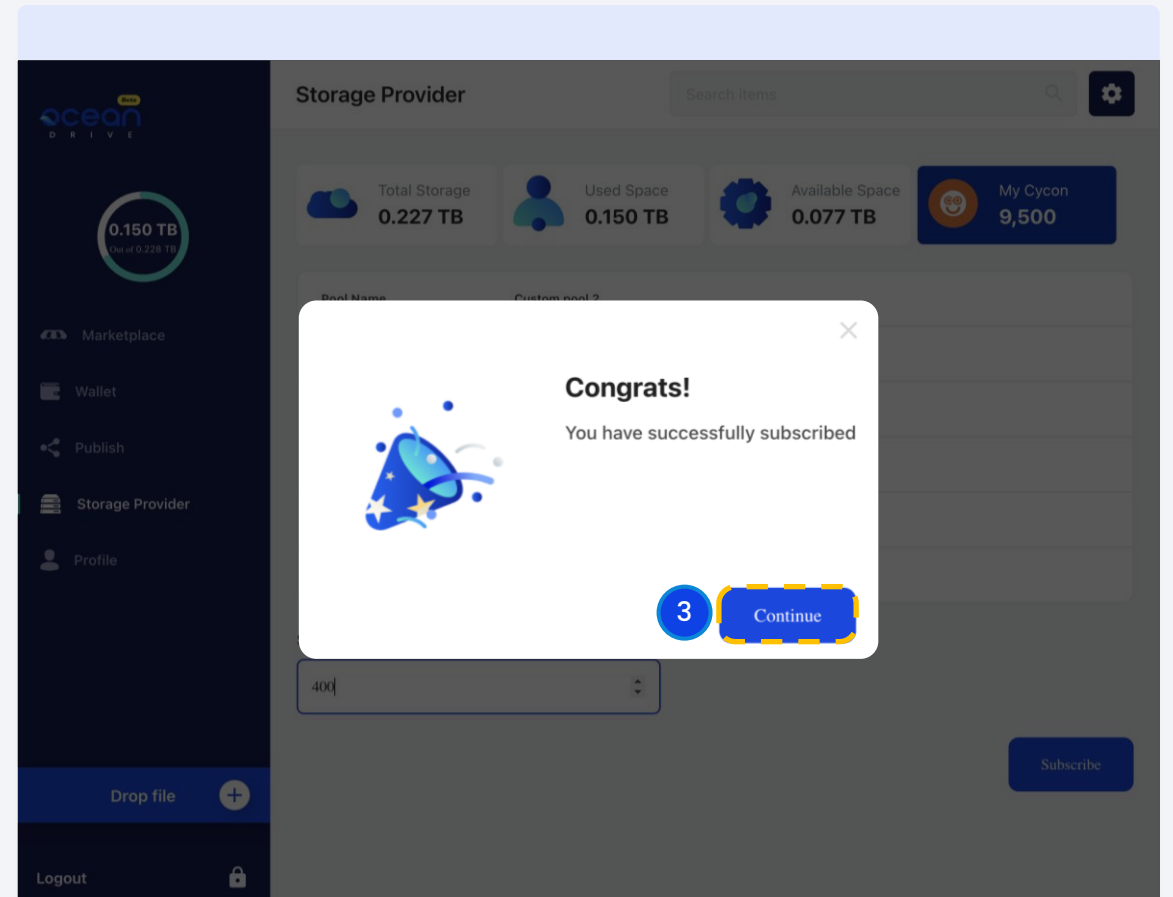 Beta
ocean
DRIVE
Storage Provider
Search items
0.150 TB
Out of 0.228 TB
Total Storage
0.227 TB
Used Space
0.150 TB
Available Space
0.077 TB
My Cycon
9,500
Marketplace
Wallet
Publish
Storage Provider
Profile
Pool Name
Custom pool 2
Congrats!
You have successfully subscribed
3
Continue
400
Subscribe
Drop file
Logout